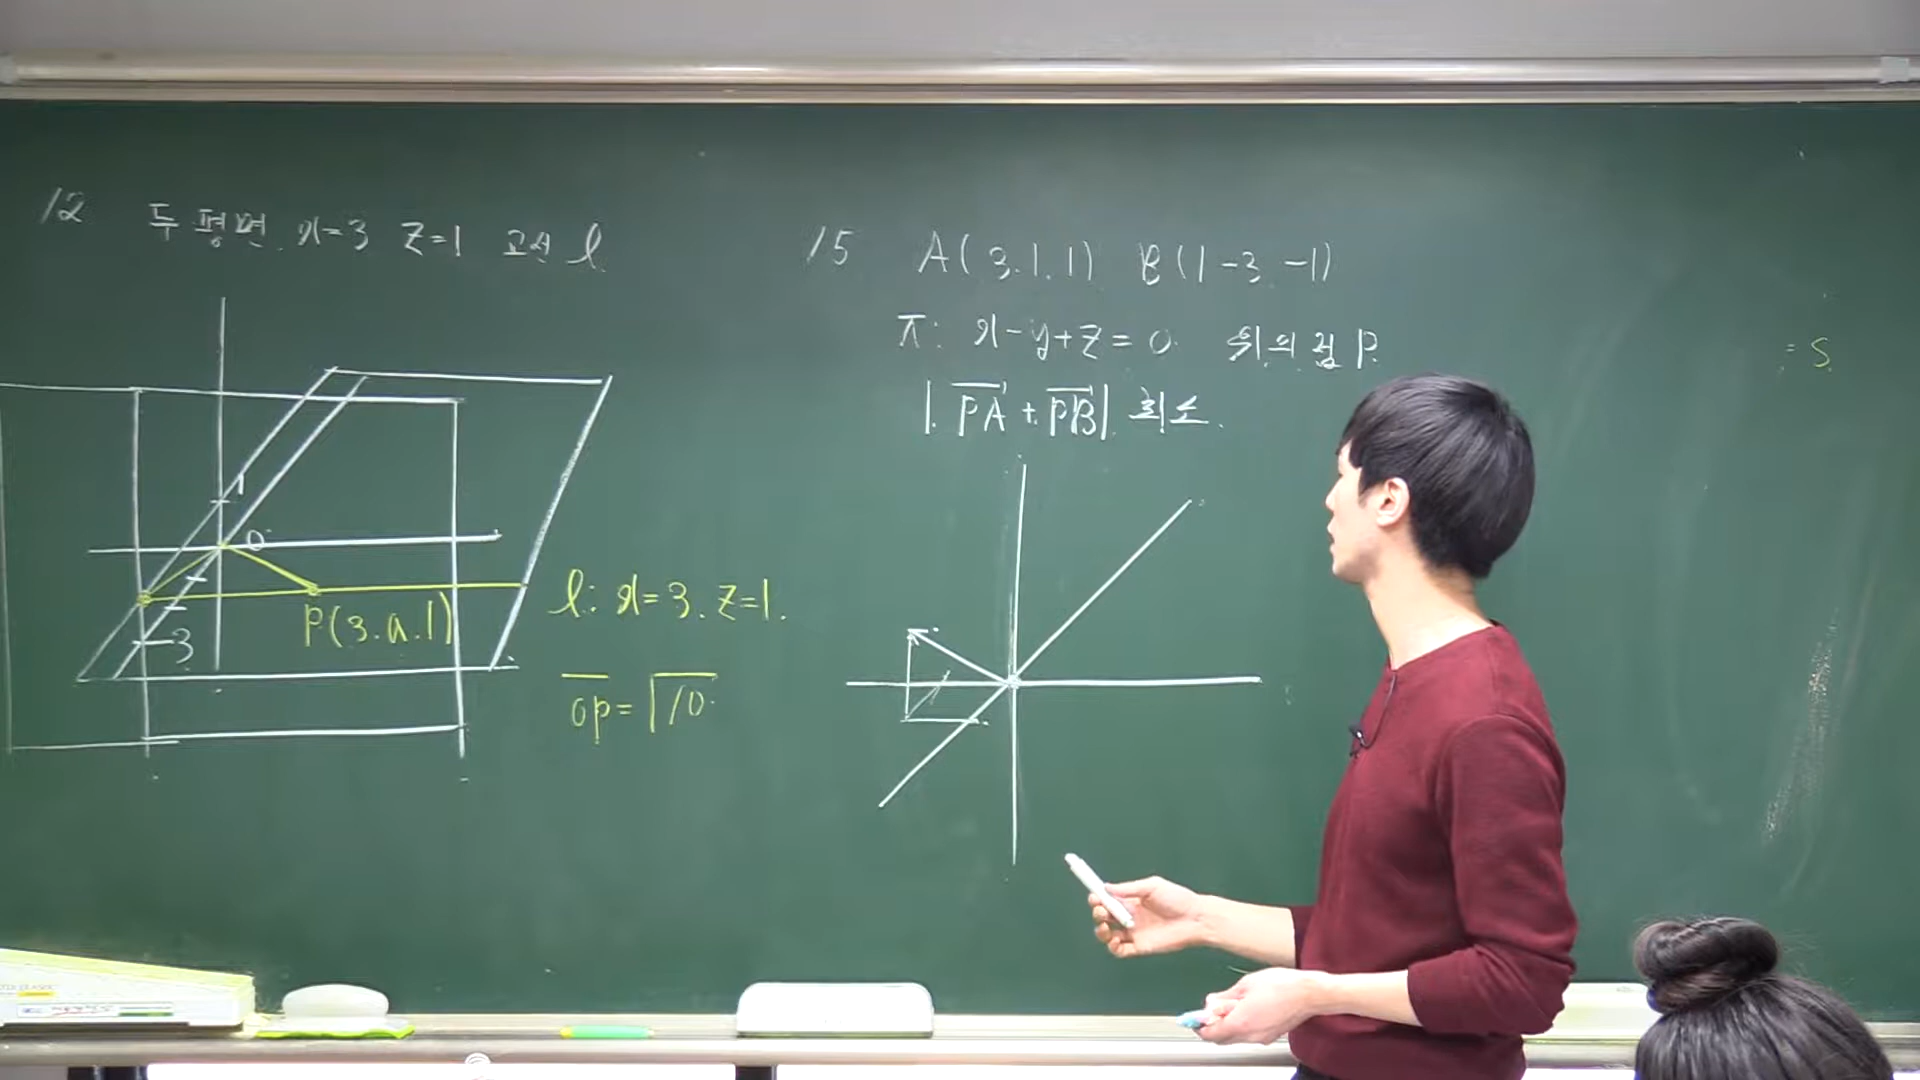 12 두 평면 x=3 z=1 교선 l
1
0
-3
P(3.a.1)
l: x=3. z=1.
OP=√10
15 A(3.1.1) B(1 -3 -1)
π: x-y+z=0 위의 점 P.
|PA+PB| 최소.
= S